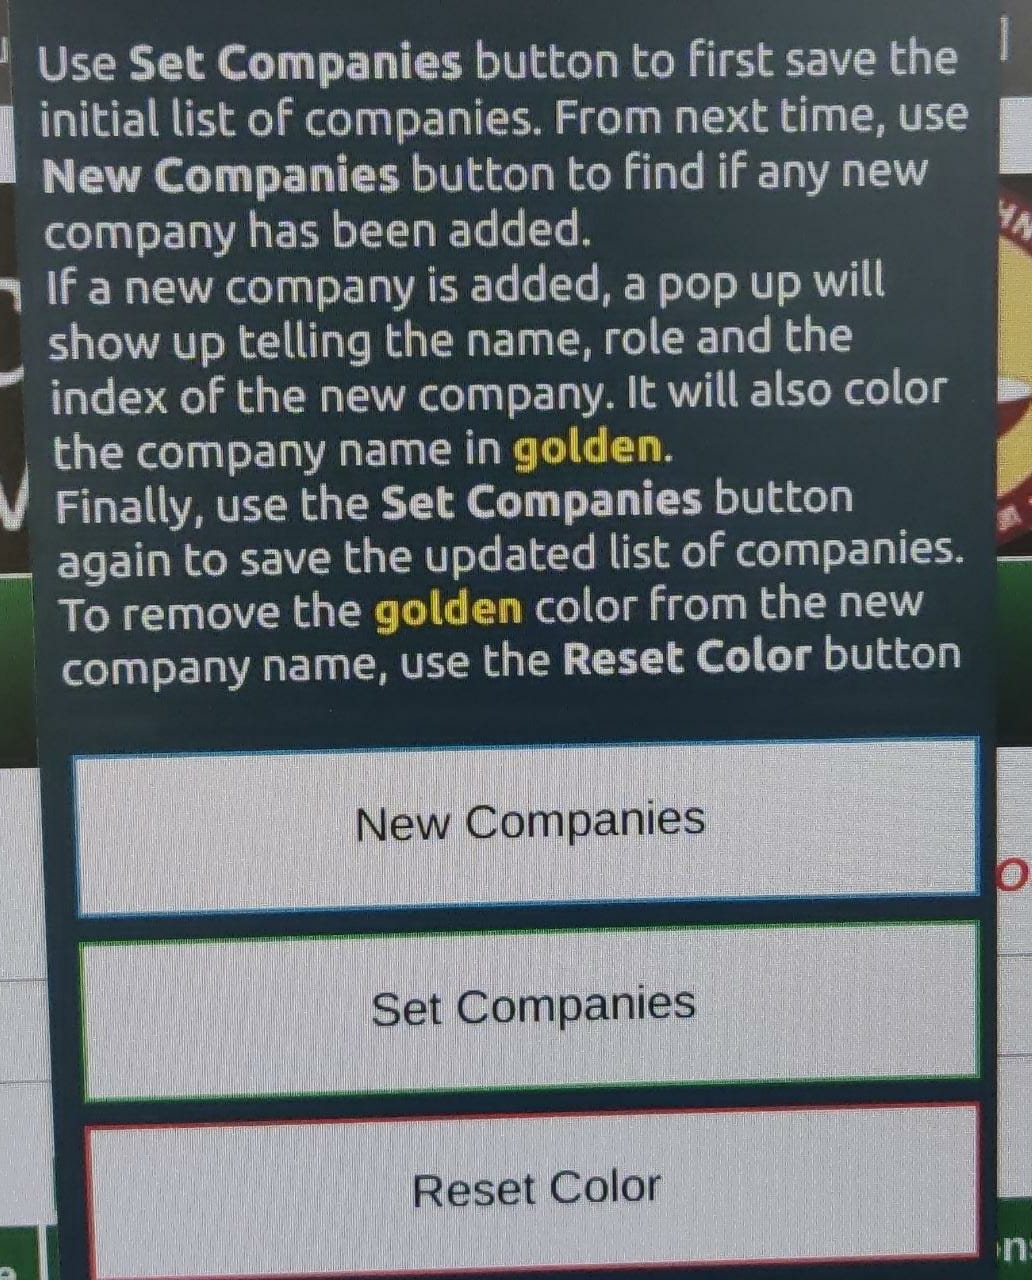 Use Set Companies button to first save the
initial list of companies. From next time, use
New Companies button to find if any new
company has been added.
If a new company is added, a pop up will
show up telling the name, role and the
index of the new company. It will also color
the company name in golden.
Finally, use the Set Companies button
again to save the updated list of companies.
To remove the golden color from the new
company name, use the Reset Color button
New Companies
Set Companies
Reset Color